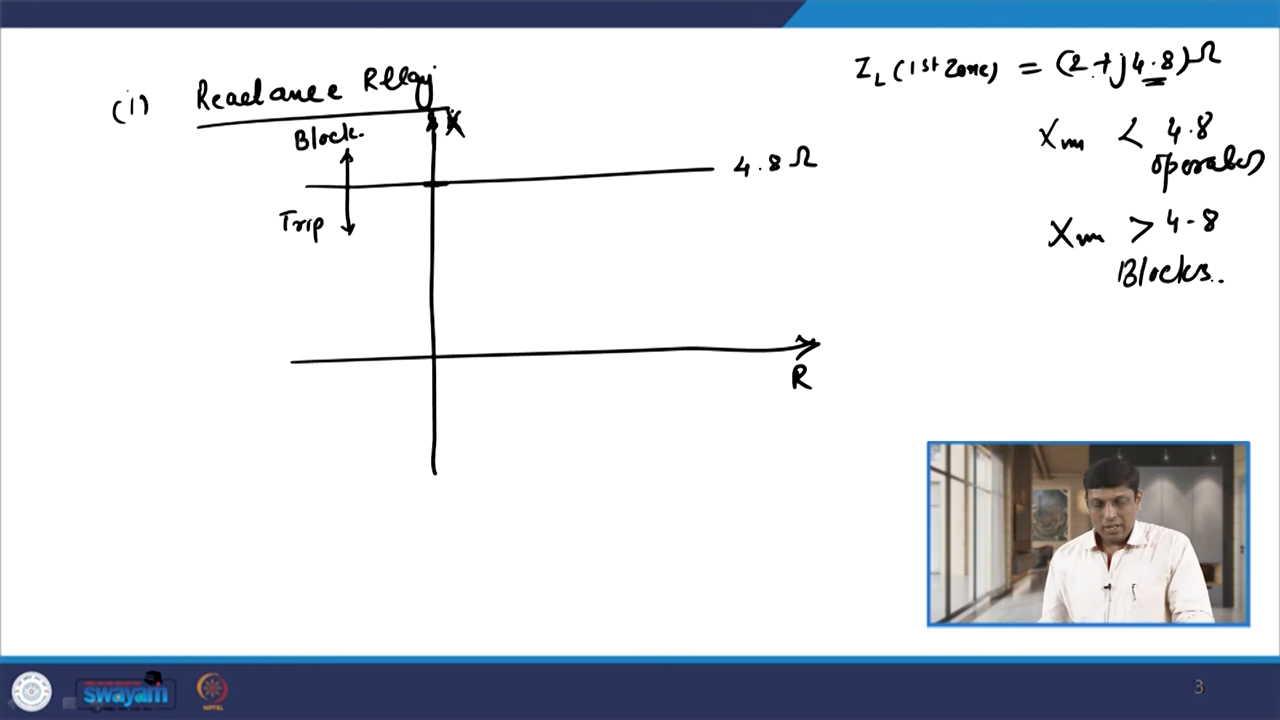 (i) Reactance Relay
X
Block.
4.8 Ω
Trip
R
ZL (1st Zone) = (2+j4.8)Ω
Xm < 4.8
operates
Xm > 4.8
Blocks.
swayam
NPTEL
3